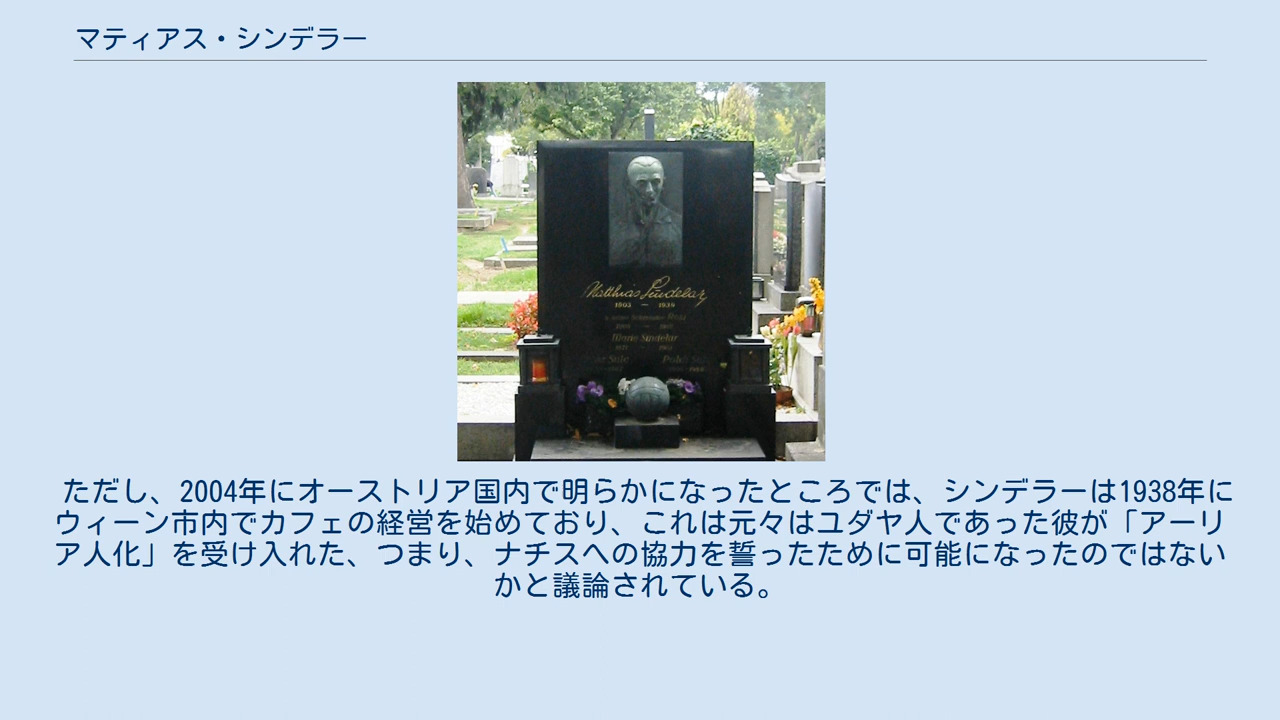 マティアス・シンデラー
Matthias Sindelar
1903 — 1939
Marie Sindelar
ただし、2004年にオーストリア国内で明らかになったところでは、シンデラーは1938年に
ウィーン市内でカフェの経営を始めており、これは元々はユダヤ人であった彼が「アーリ
ア人化」を受け入れた、つまり、ナチスへの協力を誓ったために可能になったのではない
かと議論されている。